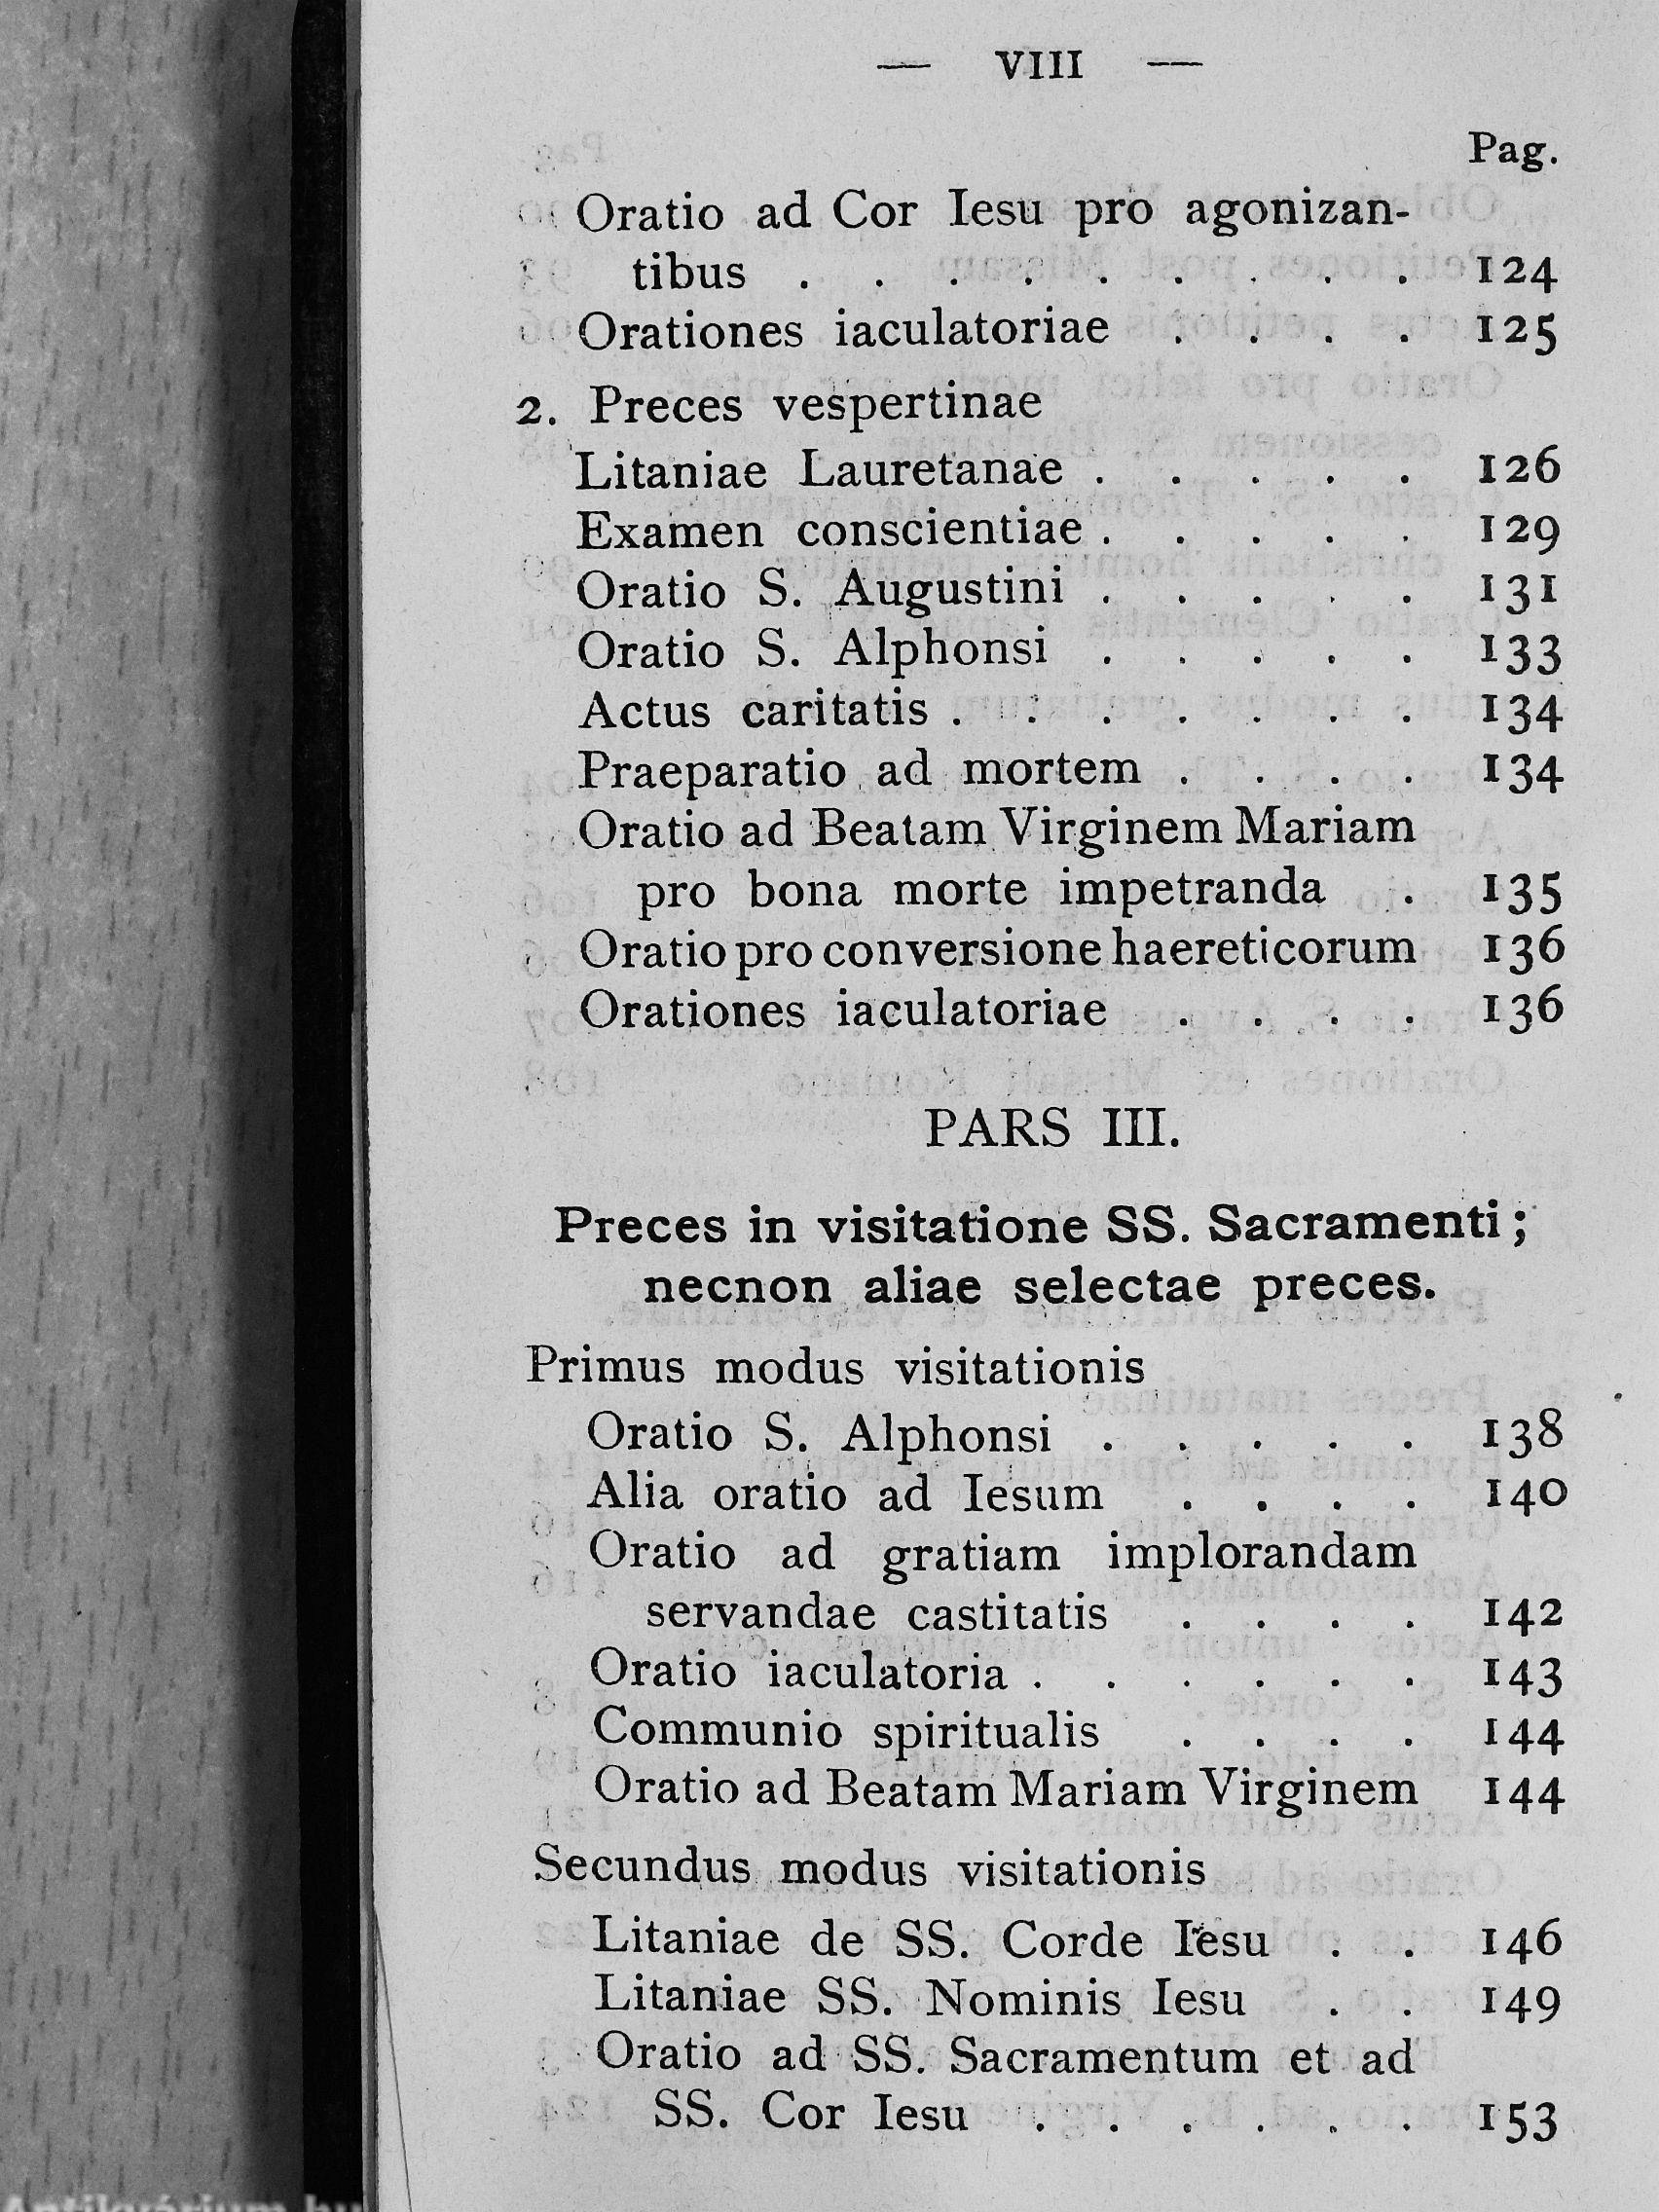 — VIII —
Pag.
Oratio ad Cor Iesu pro agonizan-
tibus . . . . . . . . . 124
Orationes iaculatoriae . . . . 125
2. Preces vespertinae
Litaniae Lauretanae . . . . . 126
Examen conscientiae . . . . . 129
Oratio S. Augustini . . . . . 131
Oratio S. Alphonsi . . . . . 133
Actus caritatis . . . . . . . 134
Praeparatio ad mortem . . . . 134
Oratio ad Beatam Virginem Mariam
pro bona morte impetranda . 135
Oratio pro conversione haereticorum 136
Orationes iaculatoriae . . . . 136
PARS III.
Preces in visitatione SS. Sacramenti;
necnon aliae selectae preces.
Primus modus visitationis
Oratio S. Alphonsi . . . . . 138
Alia oratio ad Iesum . . . . 140
Oratio ad gratiam implorandam
servandae castitatis . . . . 142
Oratio iaculatoria . . . . . . 143
Communio spiritualis . . . . 144
Oratio ad Beatam Mariam Virginem 144
Secundus modus visitationis
Litaniae de SS. Corde Iesu . . 146
Litaniae SS. Nominis Iesu . . 149
Oratio ad SS. Sacramentum et ad
SS. Cor Iesu . . . . . . 153
Antikvárium.hu